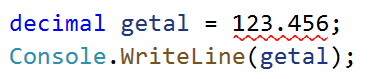 decimal getal = 123.456;
Console.WriteLine(getal);